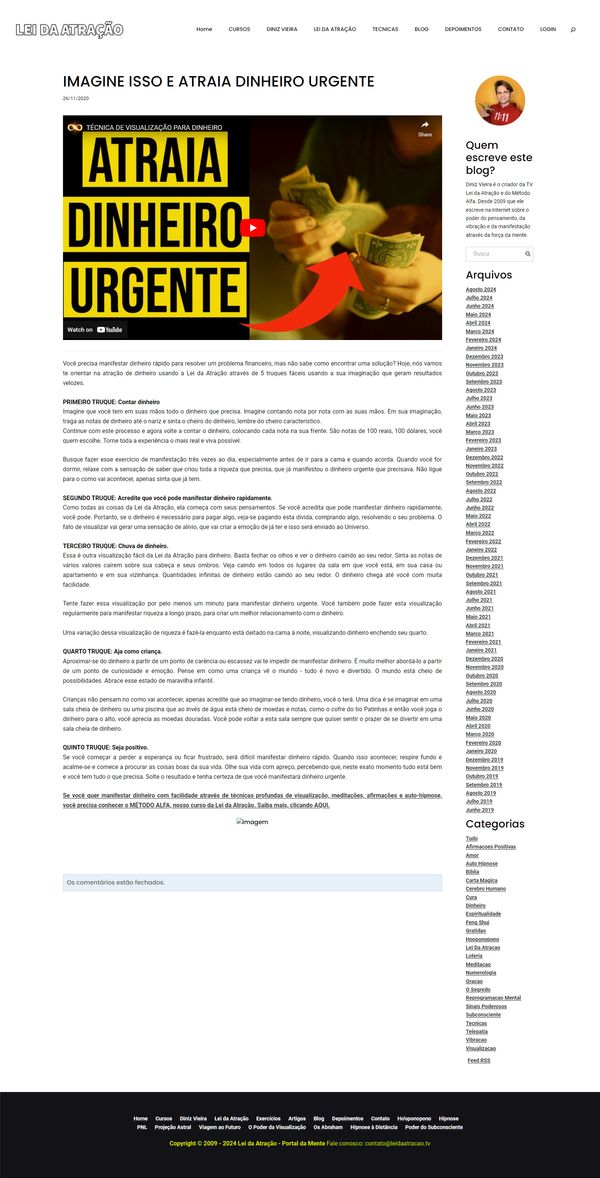 LEI DA ATRAÇÃO
Home CURSOS DINIZ VIEIRA LEI DA ATRAÇÃO TECNICAS BLOG DEPOIMENTOS CONTATO LOGIN
IMAGINE ISSO E ATRAIA DINHEIRO URGENTE
26/11/2020
TÉCNICA DE VISUALIZAÇÃO PARA DINHEIRO
Share
ATRAIA
DINHEIRO
URGENTE
Watch on YouTube
Você precisa manifestar dinheiro rápido para resolver um problema financeiro, mas não sabe como encontrar uma solução? Hoje, nós vamos
te orientar na atração de dinheiro usando a Lei da Atração através de 5 truques fáceis usando a sua imaginação que geram resultados
velozes.
PRIMEIRO TRUQUE: Contar dinheiro
Imagine que você tem em suas mãos todo o dinheiro que precisa. Imagine contando nota por nota com as suas mãos. Em sua imaginação,
traga as notas de dinheiro até o nariz e sinta o cheiro do dinheiro, lembre do cheiro característico.
Continue com este processo e agora volte a contar o dinheiro, colocando cada nota na sua frente. São notas de 100 reais, 100 dólares, você
quem escolhe. Torne toda a experiência o mais real e viva possível.
Busque fazer esse exercício de manifestação três vezes ao dia, especialmente antes de ir para a cama e quando acorda. Quando você for
dormir, relaxe com a sensação de saber que criou toda a riqueza que precisa, que já manifestou o dinheiro urgente que precisava. Não ligue
para o como vai acontecer, apenas sinta que já tem.
SEGUNDO TRUQUE: Acredite que você pode manifestar dinheiro rapidamente.
Como todas as coisas da Lei da Atração, ela começa com seus pensamentos. Se você acredita que pode manifestar dinheiro rapidamente,
você pode. Portanto, se o dinheiro é necessário para pagar algo, veja-se pagando esta dívida, comprando algo, resolvendo o seu problema. O
fato de visualizar vai gerar uma sensação de alívio, que vai criar a emoção de já ter e isso será enviado ao Universo.
TERCEIRO TRUQUE: Chuva de dinheiro.
Essa é outra visualização fácil da Lei da Atração para dinheiro. Basta fechar os olhos e ver o dinheiro caindo ao seu redor. Sinta as notas de
vários valores caírem sobre sua cabeça e seus ombros. Veja caindo em todos os lugares da sala em que você está, em sua casa ou
apartamento e em sua vizinhança. Quantidades infinitas de dinheiro estão caindo ao seu redor. O dinheiro chega até você com muita
facilidade.
Tente fazer essa visualização por pelo menos um minuto para manifestar dinheiro urgente. Você também pode fazer esta visualização
regularmente para manifestar riqueza a longo prazo, para criar um melhor relacionamento com o dinheiro.
Uma variação dessa visualização de riqueza é fazê-la enquanto está deitado na cama à noite, visualizando dinheiro enchendo seu quarto.
QUARTO TRUQUE: Aja como criança.
Aproximar-se do dinheiro a partir de um ponto de carência ou escassez vai te impedir de manifestar dinheiro. É muito melhor abordá-lo a partir
de um ponto de curiosidade e emoção. Pense em como uma criança vê o mundo - tudo é novo e divertido. O mundo está cheio de
possibilidades. Abrace esse estado de maravilha infantil.
Crianças não pensam no como vai acontecer, apenas acredite que ao imaginar-se tendo dinheiro, você o terá. Uma dica é se imaginar em uma
sala cheia de dinheiro ou uma piscina que ao invés de água está cheio de moedas e notas, como o cofre do tio Patinhas e então você joga o
dinheiro para o alto, você aprecia as moedas douradas. Você pode voltar a esta sala sempre que quiser sentir o prazer de se divertir em uma
sala cheia de dinheiro.
QUINTO TRUQUE: Seja positivo.
Se você começar a perder a esperança ou ficar frustrado, será difícil manifestar dinheiro rápido. Quando isso acontecer, respire fundo e
acalme-se e comece a procurar as coisas boas da sua vida. Olhe sua vida com apreço, percebendo que, neste exato momento tudo está bem
e você tem tudo o que precisa. Solte o resultado e tenha certeza de que você manifestará dinheiro urgente.
Se você quer manifestar dinheiro com facilidade através de técnicas profundas de visualização, meditações, afirmações e auto-hipnose,
você precisa conhecer o MÉTODO ALFA, nosso curso da Lei da Atração. Saiba mais, clicando AQUI.
Imagem
Os comentários estão fechados.
11:11
Quem
escreve este
blog?
Diniz Vieira é o criador da TV
Lei da Atração e do Método
Alfa. Desde 2009 que ele
escreve na Internet sobre o
poder do pensamento, da
vibração e da manifestação
através da força da mente.
Busca
Arquivos
Agosto 2024
Julho 2024
Junho 2024
Maio 2024
Abril 2024
Março 2024
Fevereiro 2024
Janeiro 2024
Dezembro 2023
Novembro 2023
Outubro 2023
Setembro 2023
Agosto 2023
Julho 2023
Junho 2023
Maio 2023
Abril 2023
Março 2023
Fevereiro 2023
Janeiro 2023
Dezembro 2022
Novembro 2022
Outubro 2022
Setembro 2022
Agosto 2022
Julho 2022
Junho 2022
Maio 2022
Abril 2022
Março 2022
Fevereiro 2022
Janeiro 2022
Dezembro 2021
Novembro 2021
Outubro 2021
Setembro 2021
Agosto 2021
Julho 2021
Junho 2021
Maio 2021
Abril 2021
Março 2021
Fevereiro 2021
Janeiro 2021
Dezembro 2020
Novembro 2020
Outubro 2020
Setembro 2020
Agosto 2020
Julho 2020
Junho 2020
Maio 2020
Abril 2020
Março 2020
Fevereiro 2020
Janeiro 2020
Dezembro 2019
Novembro 2019
Outubro 2019
Setembro 2019
Agosto 2019
Julho 2019
Junho 2019
Categorias
Tudo
Afirmacoes Positivas
Amor
Auto Hipnose
Biblia
Carta Magica
Cerebro Humano
Cura
Dinheiro
Espiritualidade
Feng Shui
Gratidao
Hooponopono
Lei Da Atracao
Loteria
Meditacao
Numerologia
Oracao
O Segredo
Reprogramacao Mental
Sinais Poderosos
Subconsciente
Tecnicas
Telepatia
Vibracao
Visualizacao
Feed RSS
Home Cursos Diniz Vieira Lei da Atração Exercícios Artigos Blog Depoimentos Contato Ho'oponopono Hipnose
PNL Projeção Astral Viagem ao Futuro O Poder da Visualização Os Abraham Hipnose à Distância Poder do Subconsciente
Copyright © 2009 - 2024 Lei da Atração - Portal da Mente Fale conosco: contato@leidaatracao.tv